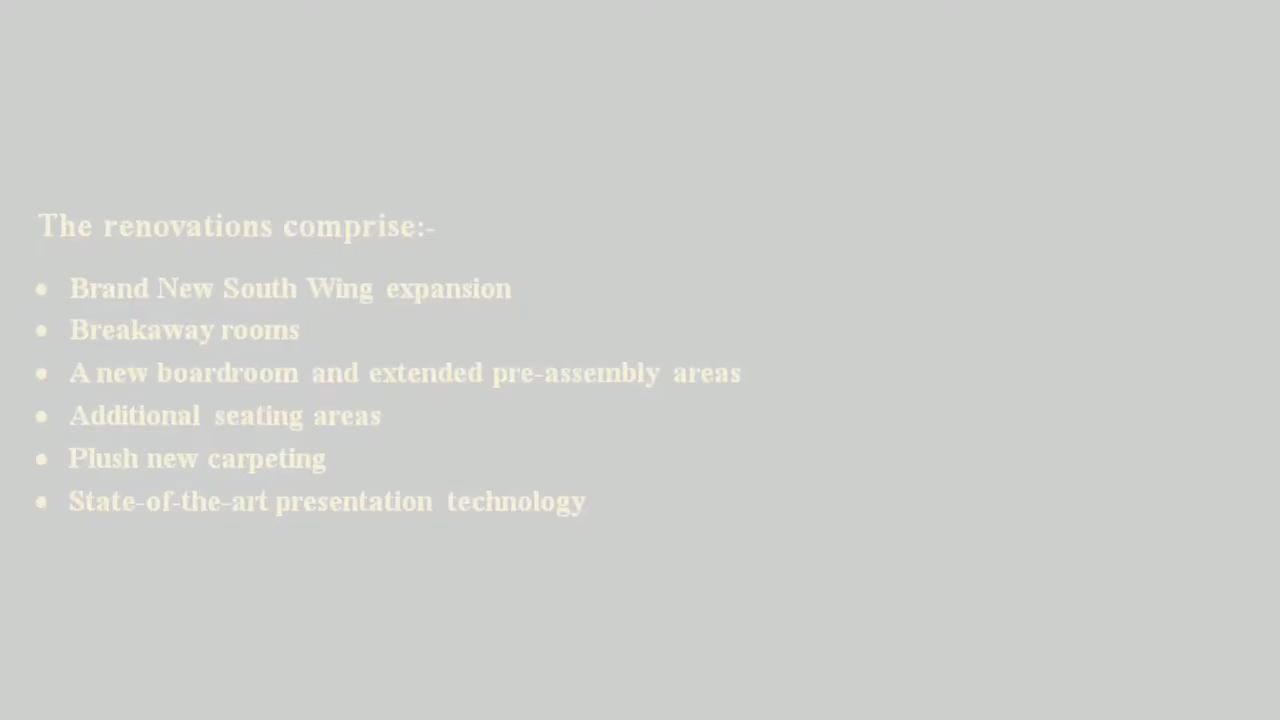 The renovations comprise:-
• Brand New South Wing expansion
• Breakaway rooms
• A new boardroom and extended pre-assembly areas
• Additional seating areas
• Plush new carpeting
• State-of-the-art presentation technology